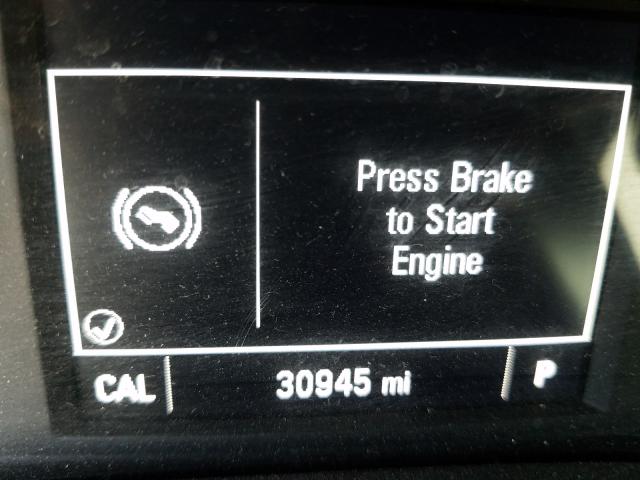 Press Brake
to Start
Engine
CAL 30945 mi P